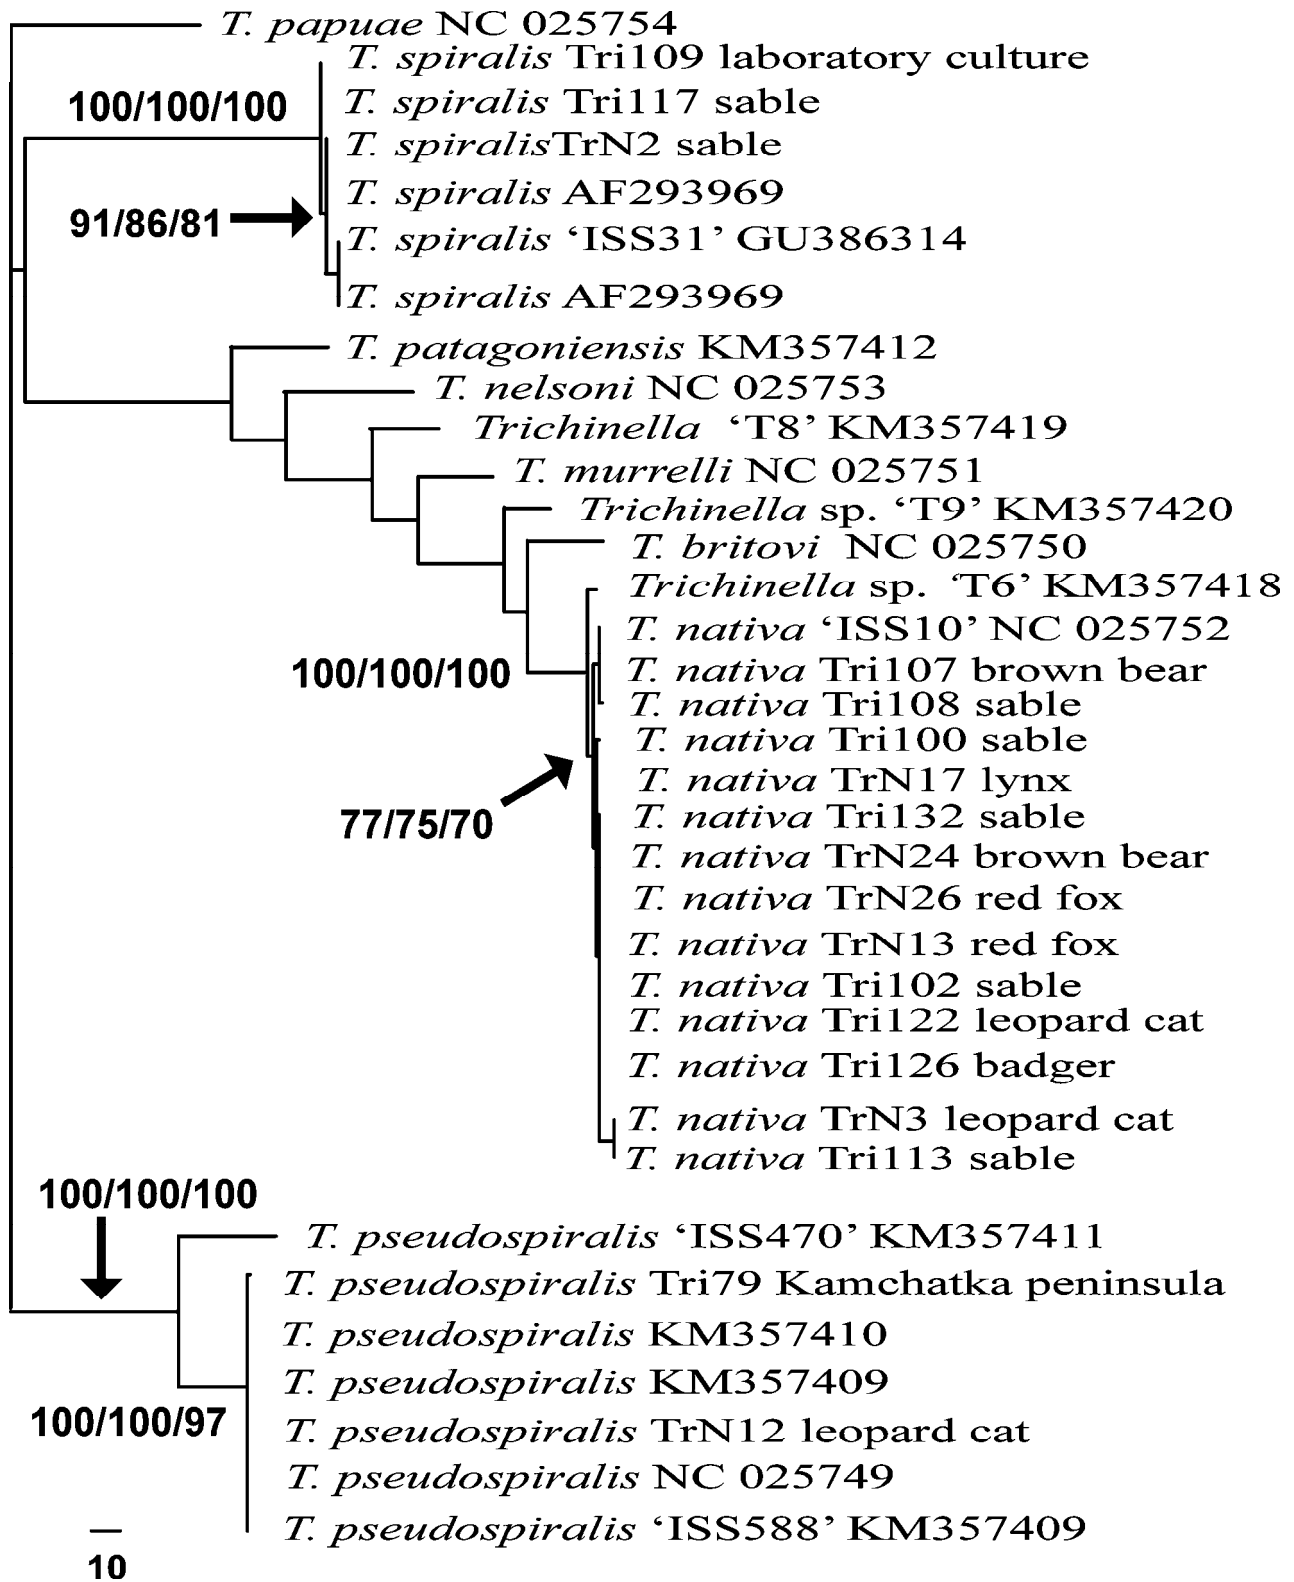 T. papuae NC 025754
T. spiralis Tri109 laboratory culture
100/100/100
T. spiralis Tri117 sable
T. spiralisTrN2 sable
T. spiralis AF293969
91/86/81
T. spiralis ‘ISS31’ GU386314
T. spiralis AF293969
T. patagoniensis KM357412
T. nelsoni NC 025753
Trichinella ‘T8’ KM357419
T. murrelli NC 025751
Trichinella sp. ‘T9’ KM357420
T. britovi NC 025750
Trichinella sp. ‘T6’ KM357418
T. nativa ‘ISS10’ NC 025752
100/100/100
T. nativa Tri107 brown bear
T. nativa Tri108 sable
T. nativa Tri100 sable
T. nativa TrN17 lynx
77/75/70
T. nativa Tri132 sable
T. nativa TrN24 brown bear
T. nativa TrN26 red fox
T. nativa TrN13 red fox
T. nativa Tri102 sable
T. nativa Tri122 leopard cat
T. nativa Tri126 badger
T. nativa TrN3 leopard cat
T. nativa Tri113 sable
100/100/100
T. pseudospiralis ‘ISS470’ KM357411
T. pseudospiralis Tri79 Kamchatka peninsula
T. pseudospiralis KM357410
T. pseudospiralis KM357409
100/100/97
T. pseudospiralis TrN12 leopard cat
T. pseudospiralis NC 025749
T. pseudospiralis ‘ISS588’ KM357409
10